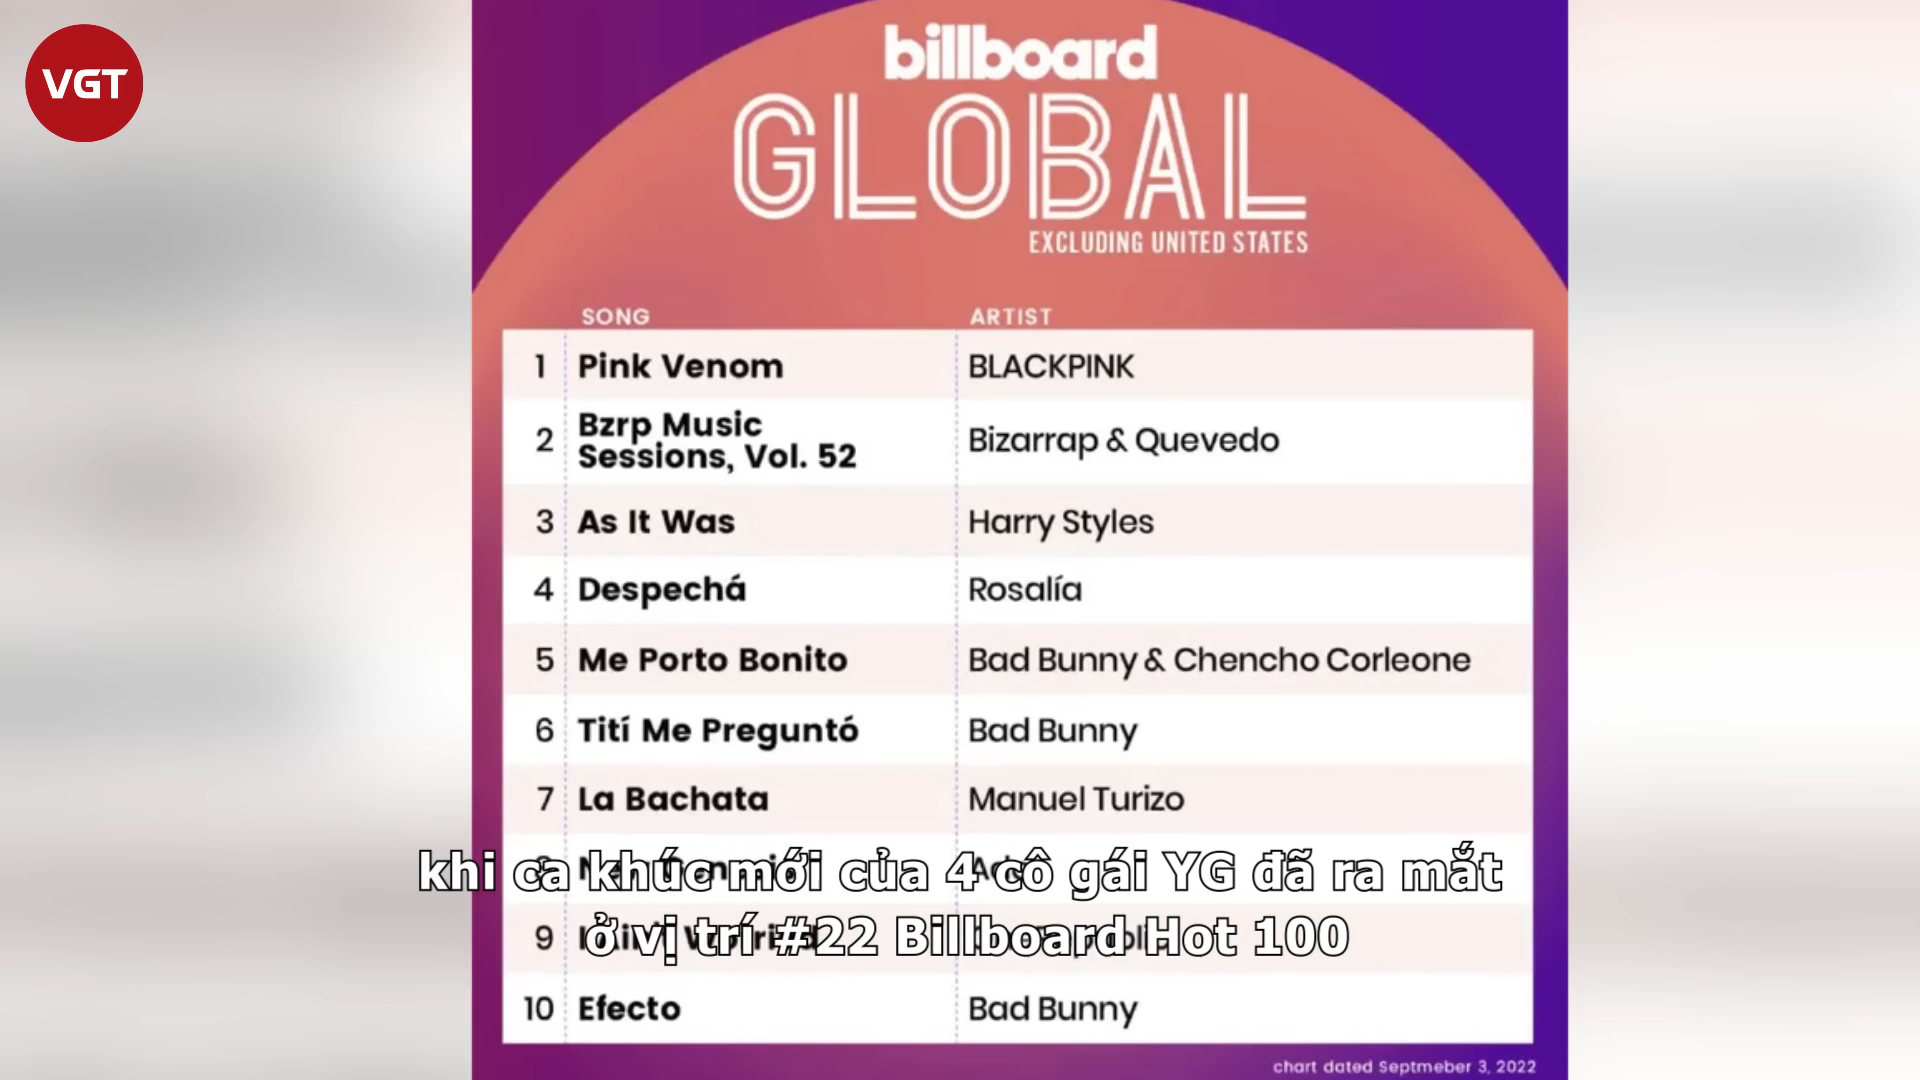 VGT
billboard
GLOBAL
EXCLUDING UNITED STATES
SONG ARTIST
1 Pink Venom BLACKPINK
2 Bzrp Music Sessions, Vol. 52 Bizarrap & Quevedo
3 As It Was Harry Styles
4 Despechá Rosalía
5 Me Porto Bonito Bad Bunny & Chencho Corleone
6 Tití Me Preguntó Bad Bunny
7 La Bachata Manuel Turizo
khi ca khúc mới của 4 cô gái YG đã ra mắt
9
ở vị trí #22 Billboard Hot 100
10 Efecto Bad Bunny
chart dated Septmeber 3, 2022